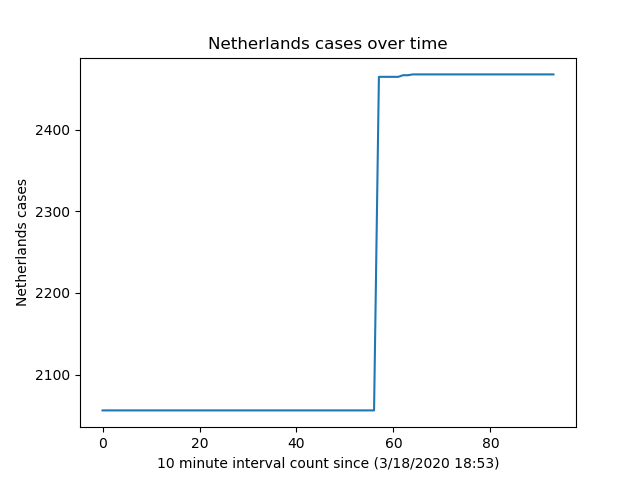 Netherlands cases over time
2400
2300
2200
2100
Netherlands cases
0 20 40 60 80
10 minute interval count since (3/18/2020 18:53)